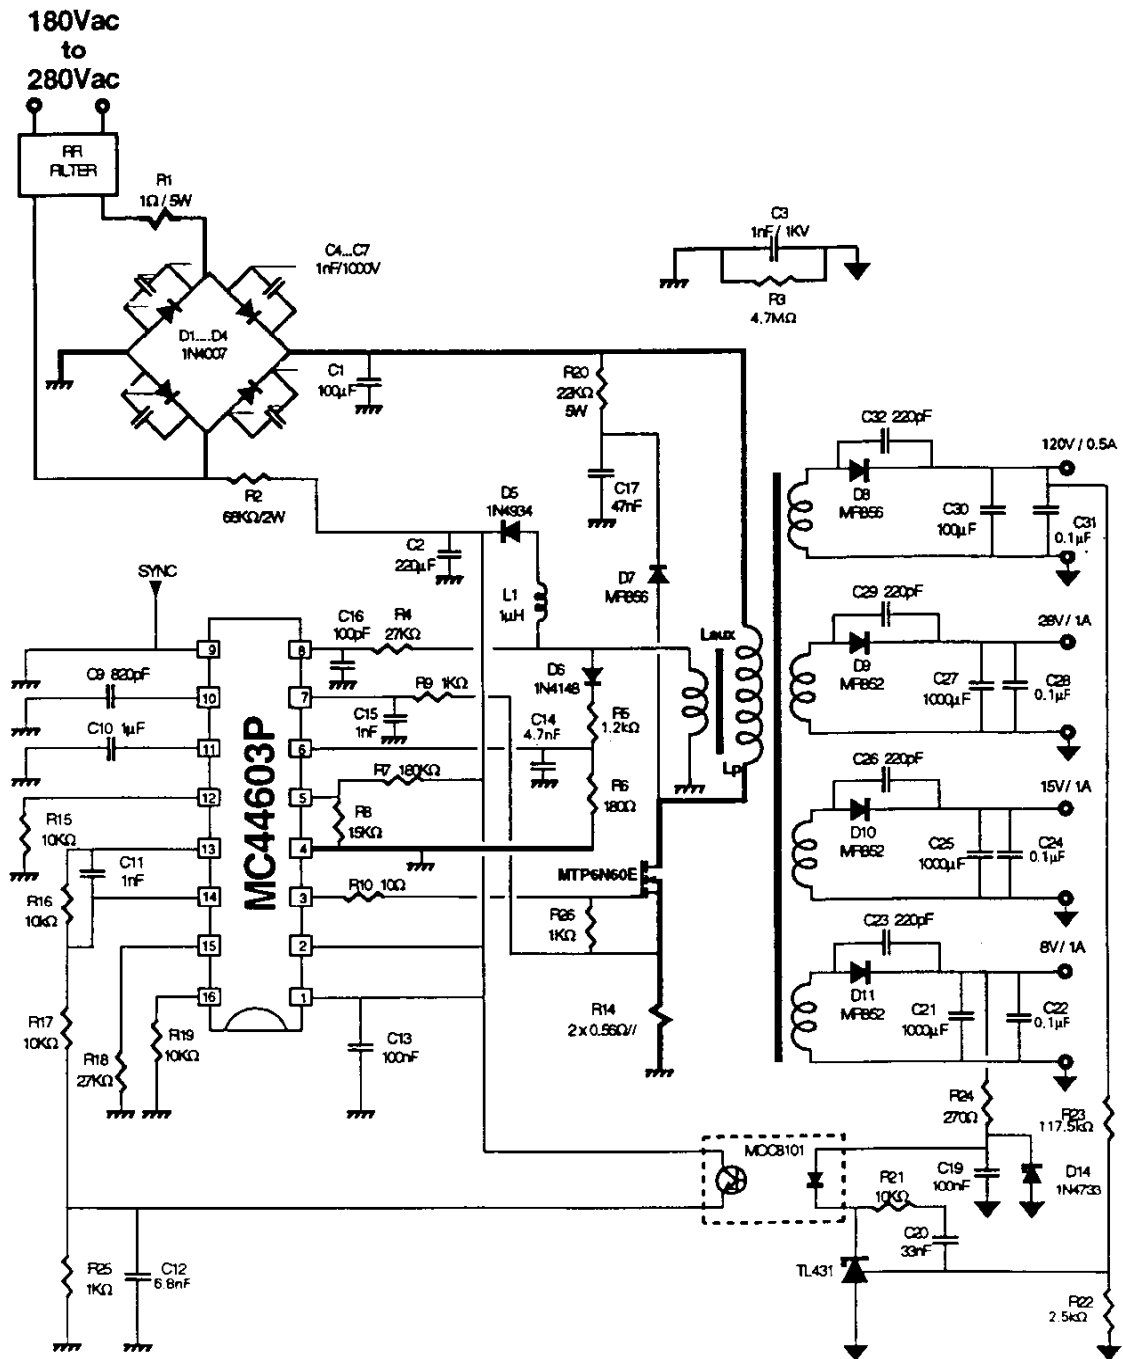 180Vac
to
280Vac
RFI
FILTER
R1
1Ω / 5W
C4...C7
1nF/1000V
D1....D4
1N4007
C3
1nF / 1KV
R3
4.7MΩ
C1
100µF
R20
22KΩ
5W
C17
47nF
R2
68KΩ/2W
D5
1N4934
C2
220µF
L1
1µH
D7
MR856
SYNC
C16
100pF
R4
27KΩ
Laux
Lp
D6
1N4148
R5
1.2kΩ
R6
180Ω
C9 820pF
C10 1µF
R9 1KΩ
C15
1nF
C14
4.7nF
R7 180KΩ
R8
15KΩ
R15
10KΩ
C11
1nF
R16
10kΩ
R10 10Ω
MTP6N60E
R26
1KΩ
R14
2 x 0.56Ω//
MC44603P
9
10
11
12
13
14
15
16
8
7
6
5
4
3
2
1
R17
10KΩ
R18
27KΩ
R19
10KΩ
C13
100nF
C32 220pF
120V / 0.5A
D8
MR856
C30
100µF
C31
0.1µF
C29 220pF
28V / 1A
D9
MR852
C27
1000µF
C28
0.1µF
C26 220pF
15V / 1A
D10
MR852
C25
1000µF
C24
0.1µF
C23 220pF
8V / 1A
D11
MR852
C21
1000µF
C22
0.1µF
R24
270Ω
R23
117.5kΩ
MOC8101
R21
10KΩ
C19
100nF
D14
1N4733
C20
33nF
TL431
R25
1KΩ
C12
6.8nF
R22
2.5kΩ